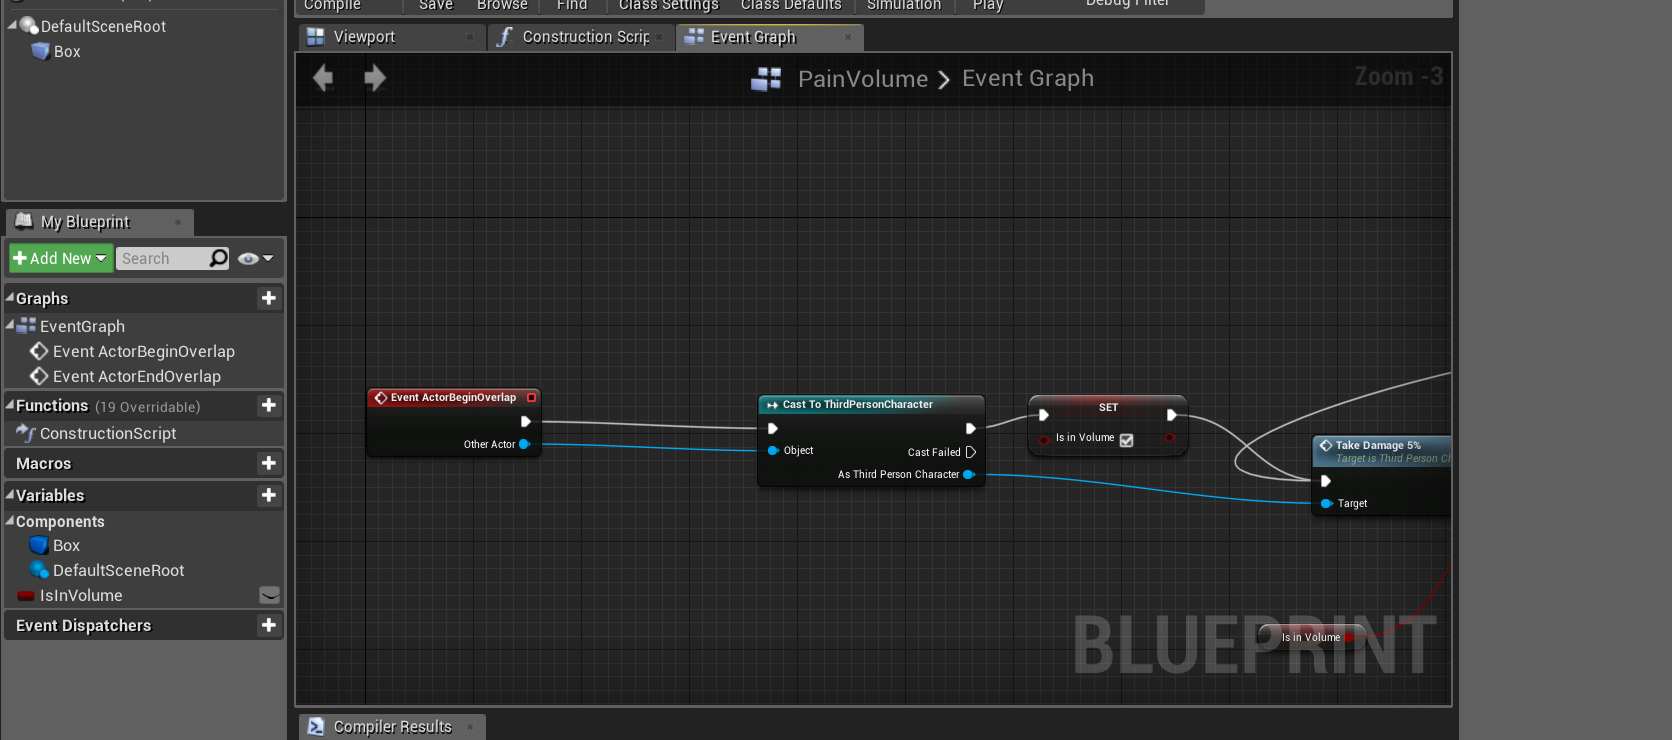 Compile
Save
Browse
Find
Class Settings
Class Defaults
Simulation
Play
Debug Filter
DefaultSceneRoot
Box
Viewport
Construction Scrip
Event Graph
PainVolume > Event Graph
Zoom -3
My Blueprint
Add New
Search
Graphs
EventGraph
Event ActorBeginOverlap
Event ActorEndOverlap
Functions (19 Overridable)
ConstructionScript
Macros
Variables
Components
Box
DefaultSceneRoot
IsInVolume
Event Dispatchers
Event ActorBeginOverlap
Other Actor
Cast To ThirdPersonCharacter
Object
Cast Failed
As Third Person Character
SET
Is in Volume
Take Damage 5%
Target is Third Person Ch
Target
Is in Volume
BLUEPRINT
Compiler Results